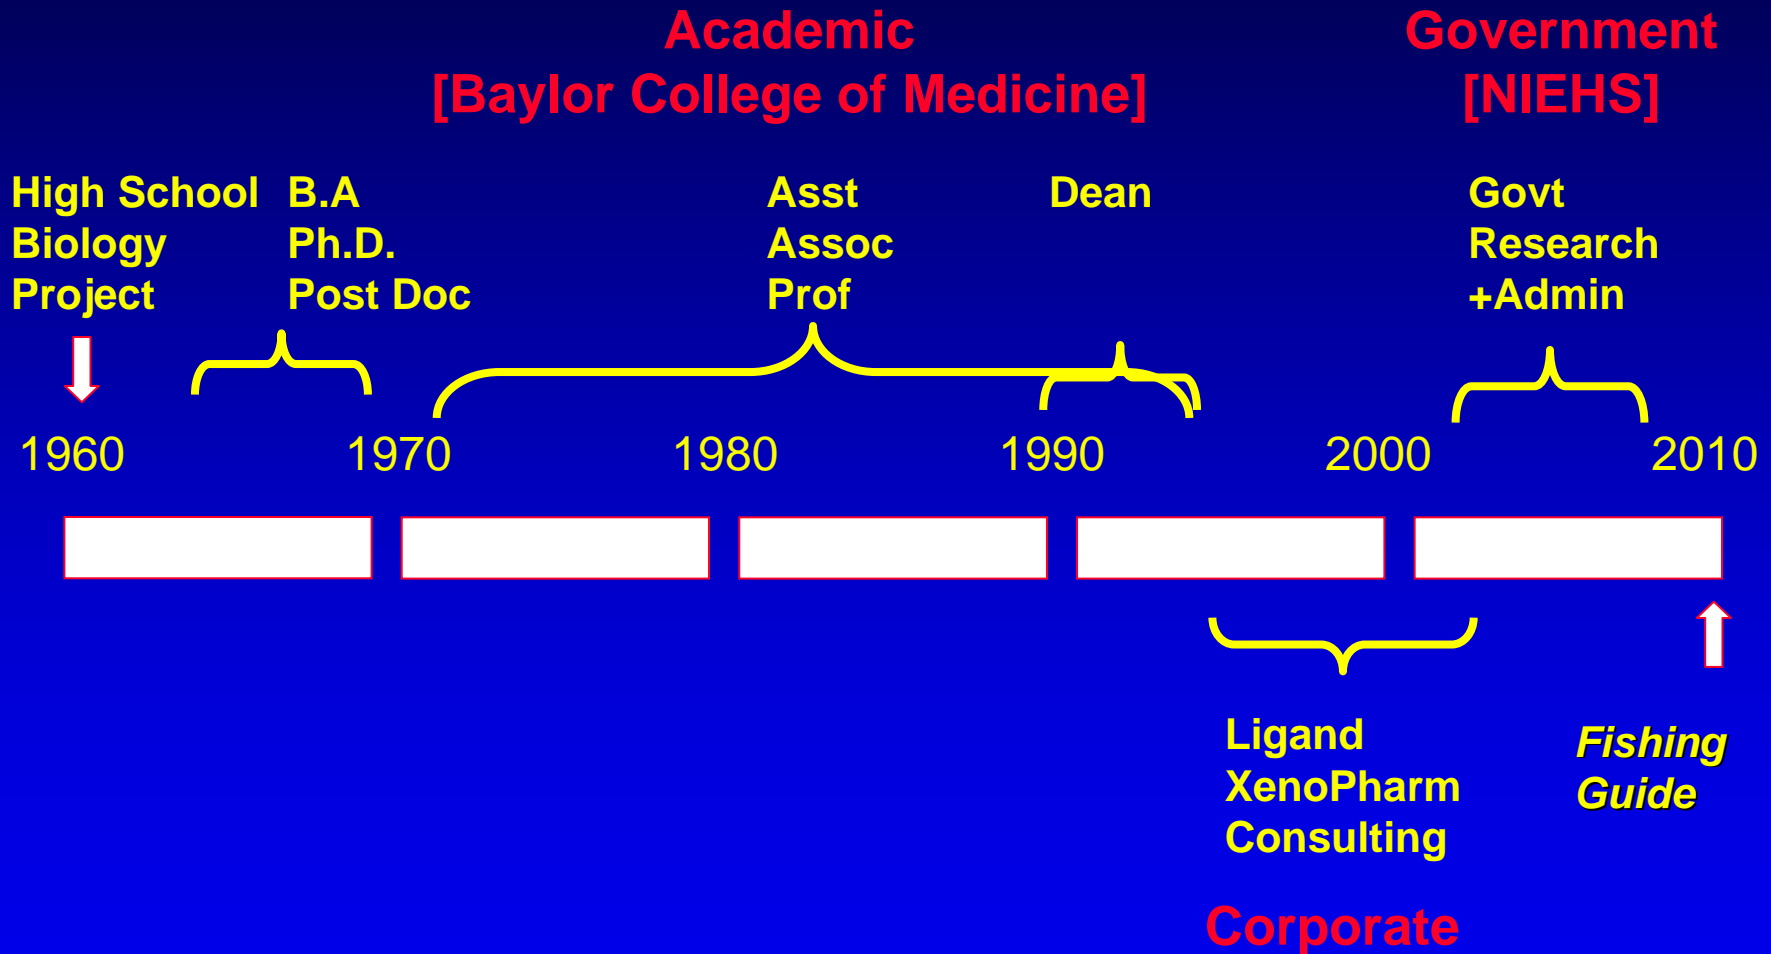 Academic
[Baylor College of Medicine]
Government
[NIEHS]
High School
Biology
Project
B.A
Ph.D.
Post Doc
Asst
Assoc
Prof
Dean
Govt
Research
+Admin
1960 1970 1980 1990 2000 2010
Ligand
XenoPharm
Consulting
Fishing
Guide
Corporate